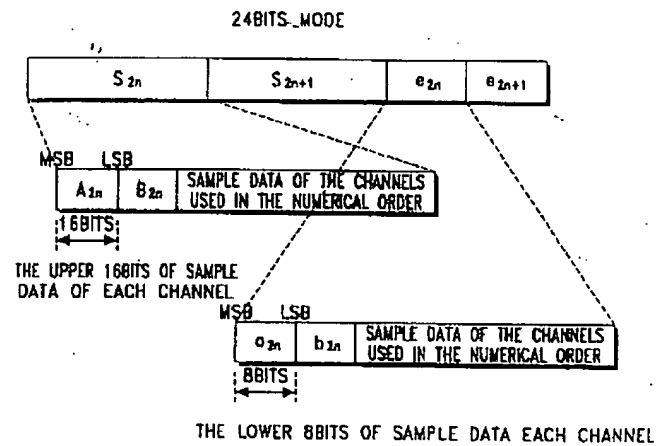 24BITS_MODE
S2n S2n+1 e2n e2n+1
MSB LSB
A2n B2n SAMPLE DATA OF THE CHANNELS
USED IN THE NUMERICAL ORDER
16BITS
THE UPPER 16BITS OF SAMPLE
DATA OF EACH CHANNEL
MSB LSB
a2n b2n SAMPLE DATA OF THE CHANNELS
USED IN THE NUMERICAL ORDER
8BITS
THE LOWER 8BITS OF SAMPLE DATA EACH CHANNEL